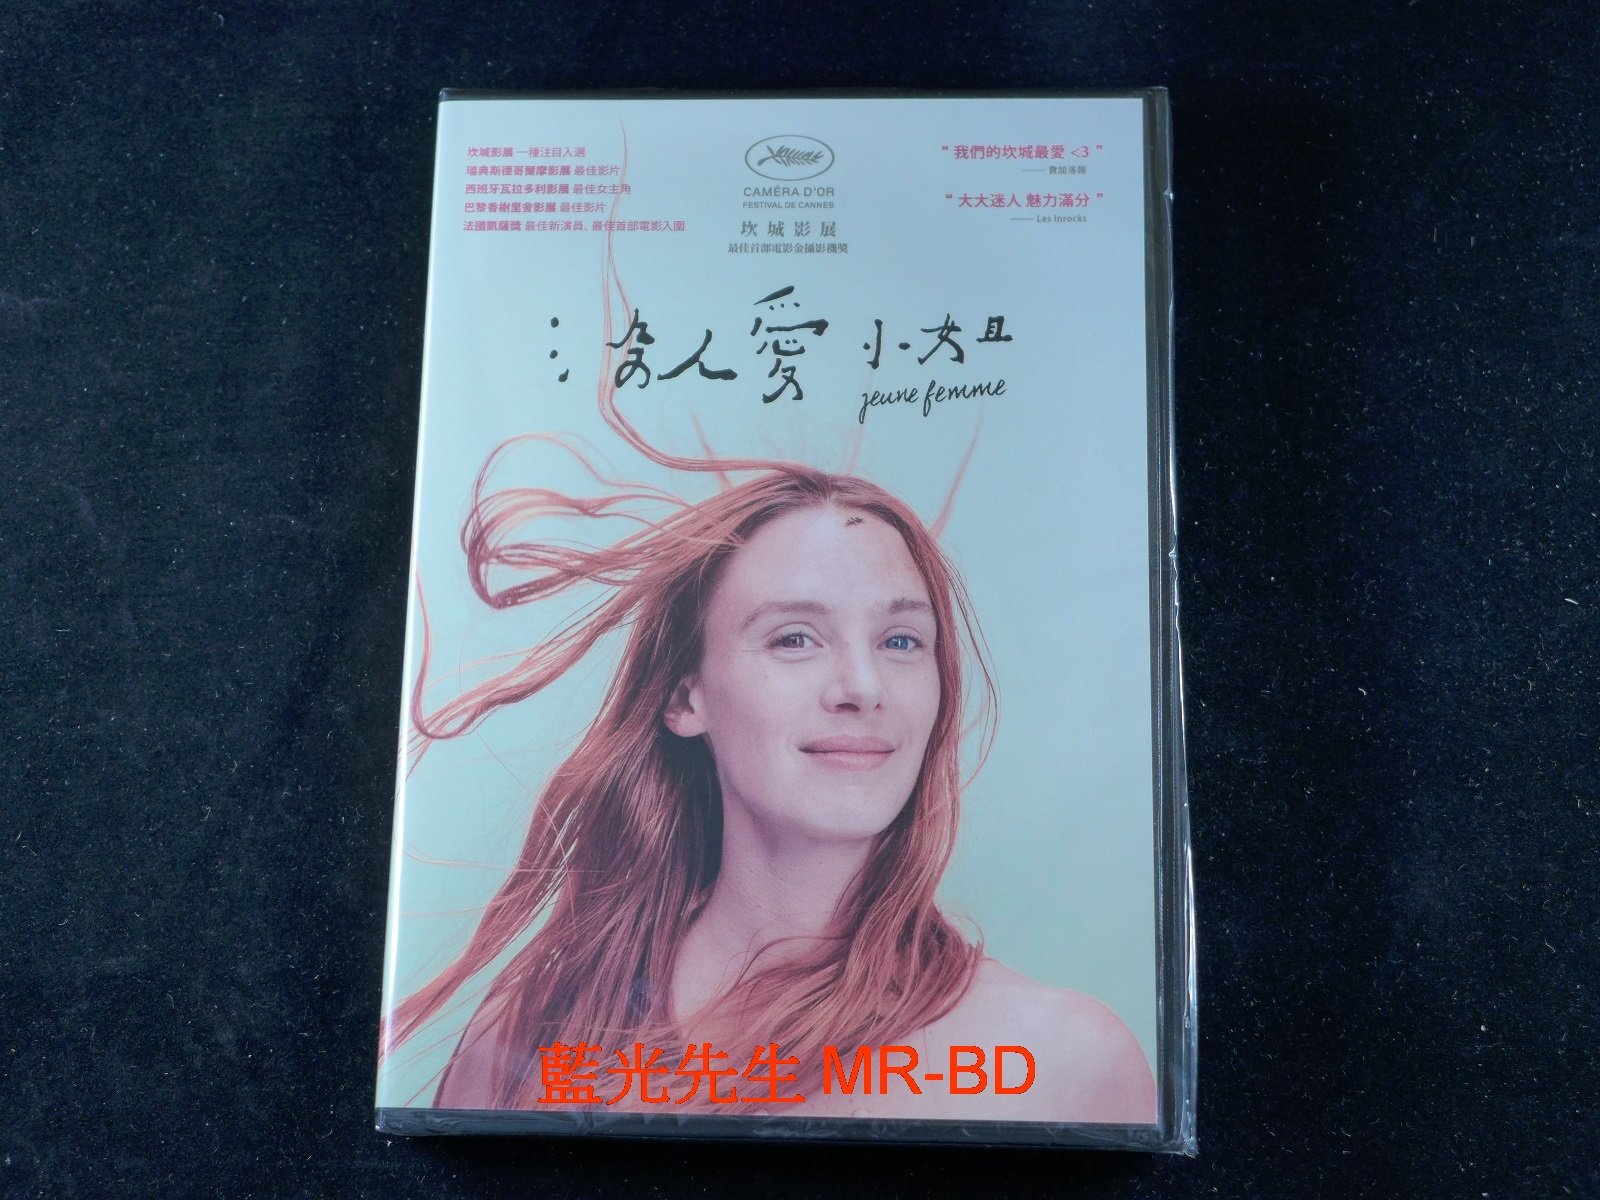 坎城影展 一種注目入選
瑞典斯德哥爾摩影展 最佳影片
西班牙瓦拉多利影展 最佳女主角
巴黎香榭里舍影展 最佳影片
法國凱薩獎 最佳新演員、最佳首部電影入圍
CAMÉRA D'OR
FESTIVAL DE CANNES
坎城影展
最佳首部電影金攝影機獎
“ 我們的坎城最愛 <3 ”
—— 費加洛報
“ 大大迷人 魅力滿分 ”
—— Les Inrocks
沒人愛小姐
jeune femme
藍光先生 MR-BD